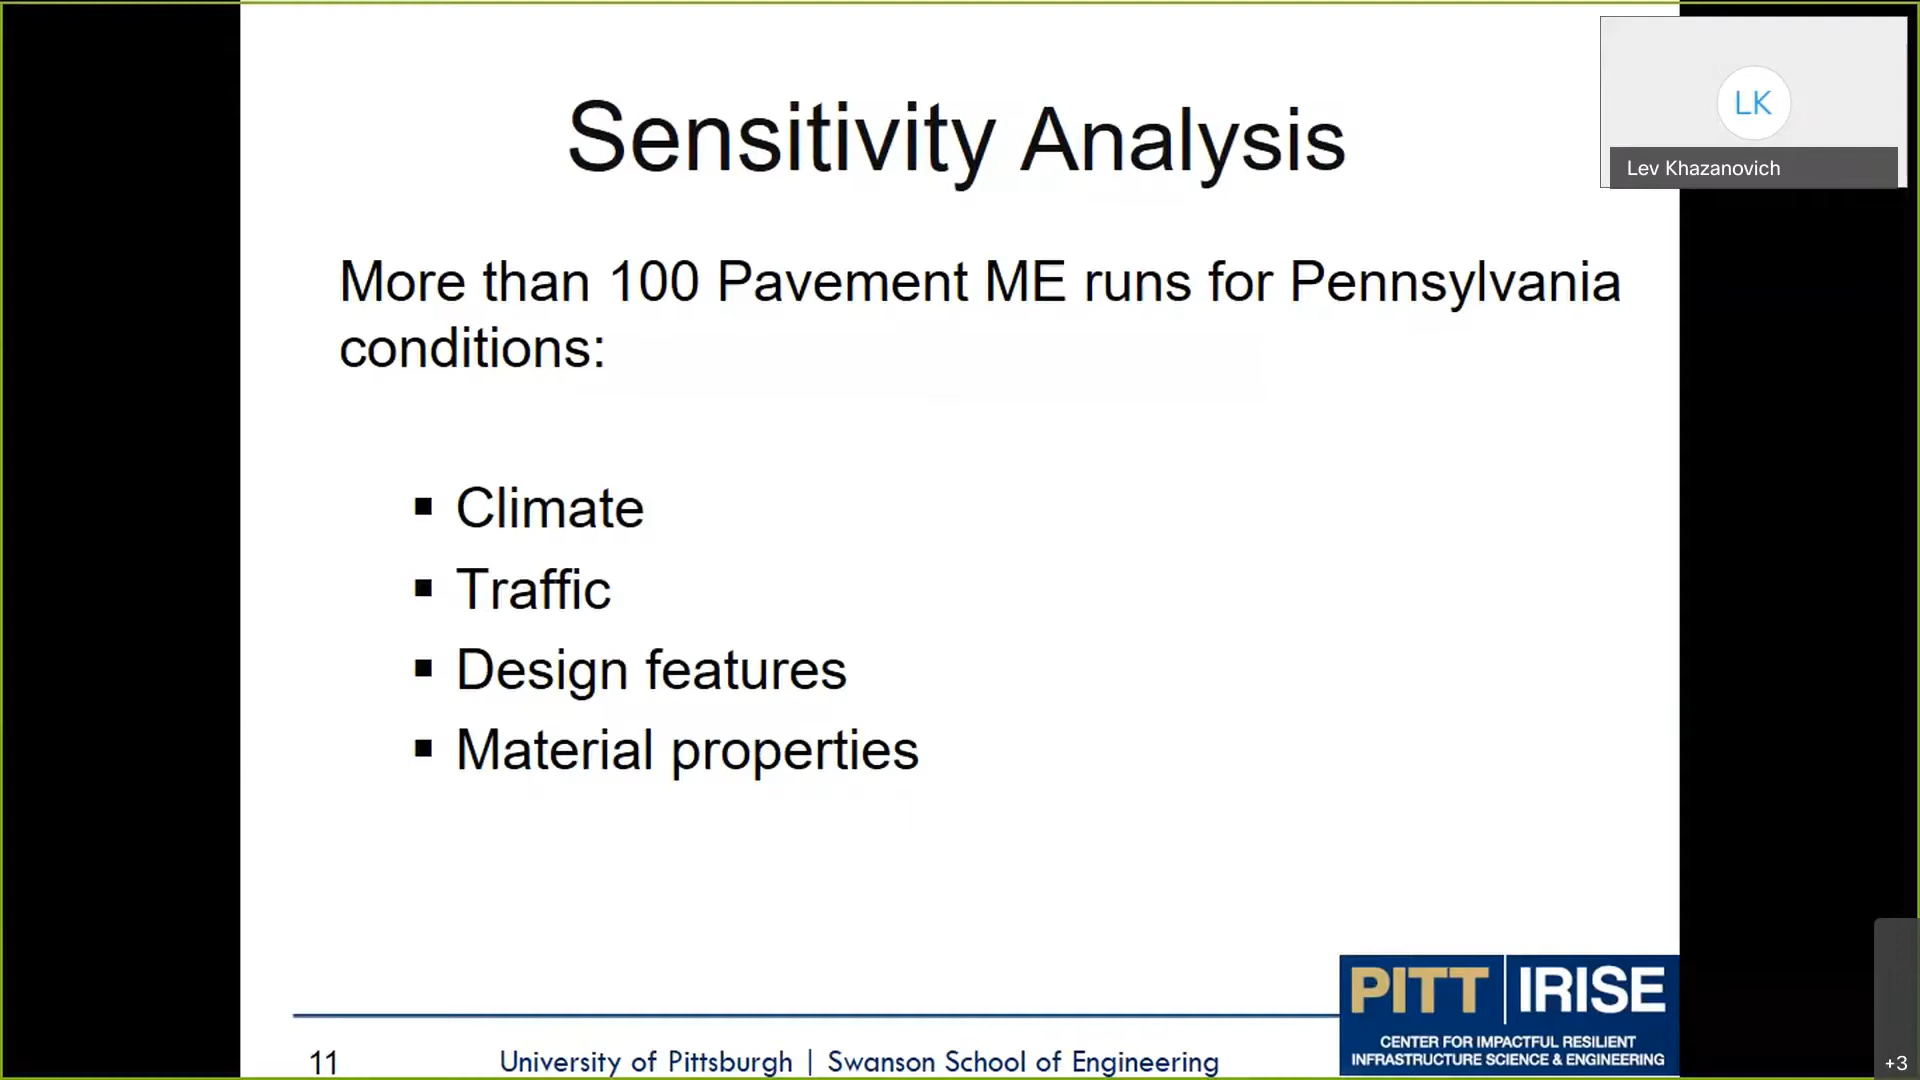 Sensitivity Analysis
LK
Lev Khazanovich
More than 100 Pavement ME runs for Pennsylvania
conditions:
▪ Climate
▪ Traffic
▪ Design features
▪ Material properties
PITT | IRISE
CENTER FOR IMPACTFUL RESILIENT
INFRASTRUCTURE SCIENCE & ENGINEERING
11
University of Pittsburgh | Swanson School of Engineering
+3